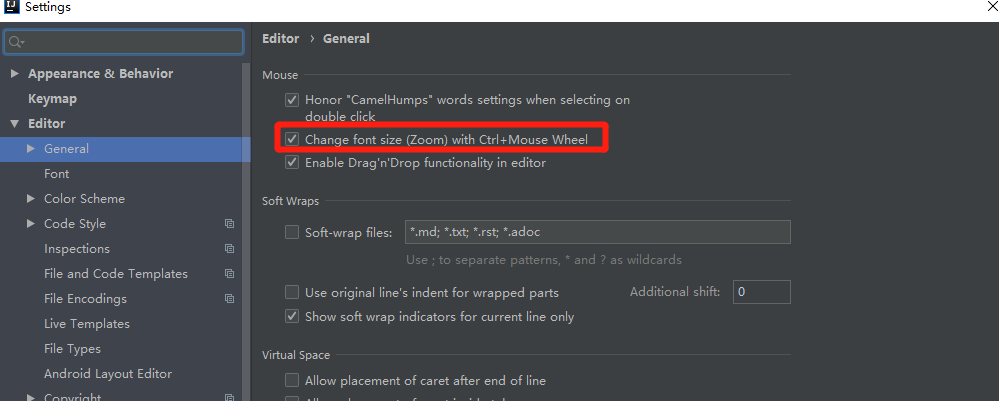 IJ Settings
Appearance & Behavior
Keymap
Editor
General
Font
Color Scheme
Code Style
Inspections
File and Code Templates
File Encodings
Live Templates
File Types
Android Layout Editor
Copyright
Editor › General
Mouse
Honor "CamelHumps" words settings when selecting on
double click
Change font size (Zoom) with Ctrl+Mouse Wheel
Enable Drag'n'Drop functionality in editor
Soft Wraps
Soft-wrap files: *.md; *.txt; *.rst; *.adoc
Use ; to separate patterns, * and ? as wildcards
Use original line's indent for wrapped parts Additional shift: 0
Show soft wrap indicators for current line only
Virtual Space
Allow placement of caret after end of line